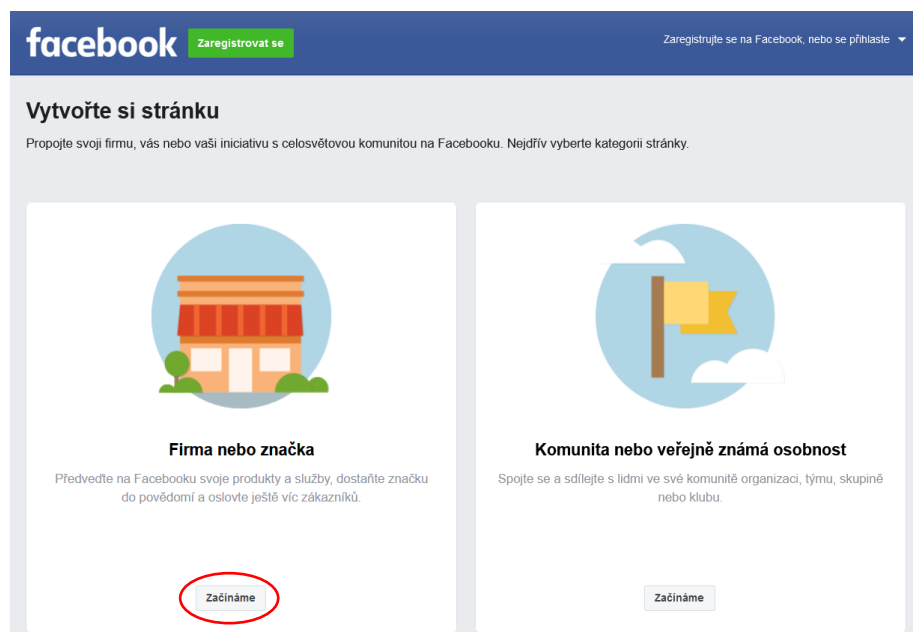 facebook Zaregistrovat se Zaregistrujte se na Facebook, nebo se přihlaste
Vytvořte si stránku
Propojte svoji firmu, vás nebo vaši iniciativu s celosvětovou komunitou na Facebooku. Nejdřív vyberte kategorii stránky.
Firma nebo značka
Předveďte na Facebooku svoje produkty a služby, dostaňte značku
do povědomí a oslovte ještě víc zákazníků.
Začínáme
Komunita nebo veřejně známá osobnost
Spojte se a sdílejte s lidmi ve své komunitě organizaci, týmu, skupině
nebo klubu.
Začínáme